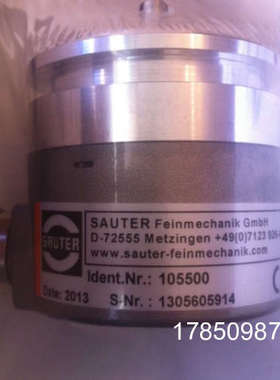 SAUTER Feinmechanik GmbH
D-72555 Metzingen +49(0)7123 926-
www.sauter-feinmechanik.com
SAUTER
Ident.Nr.: 105500
Date: 2013 S-Nr.: 1305605914
17850987